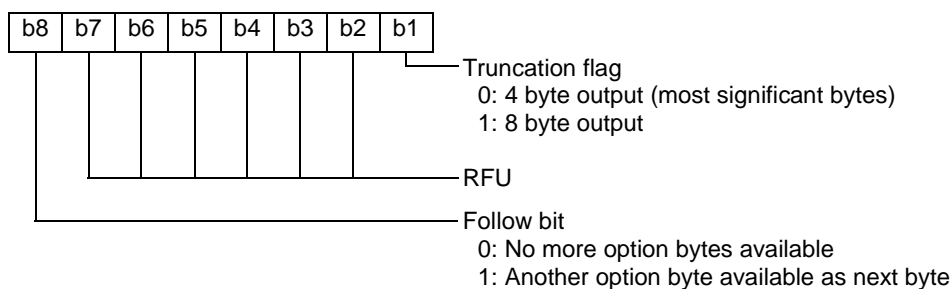 b8 b7 b6 b5 b4 b3 b2 b1
Truncation flag
0: 4 byte output (most significant bytes)
1: 8 byte output
RFU
Follow bit
0: No more option bytes available
1: Another option byte available as next byte